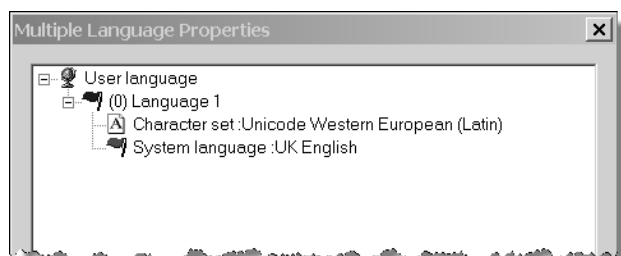 Multiple Language Properties
User language
(0) Language 1
Character set :Unicode Western European (Latin)
System language :UK English